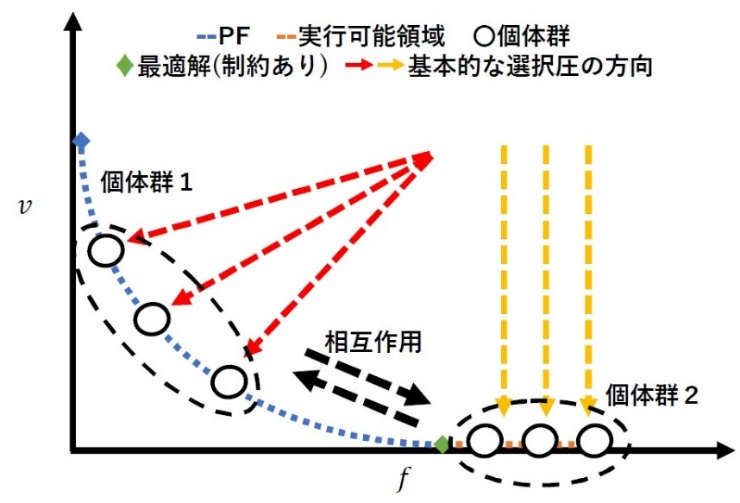 PF 実行可能領域 個体群
最適解(制約あり) 基本的な選択圧の方向
個体群1
v
相互作用
個体群2
f